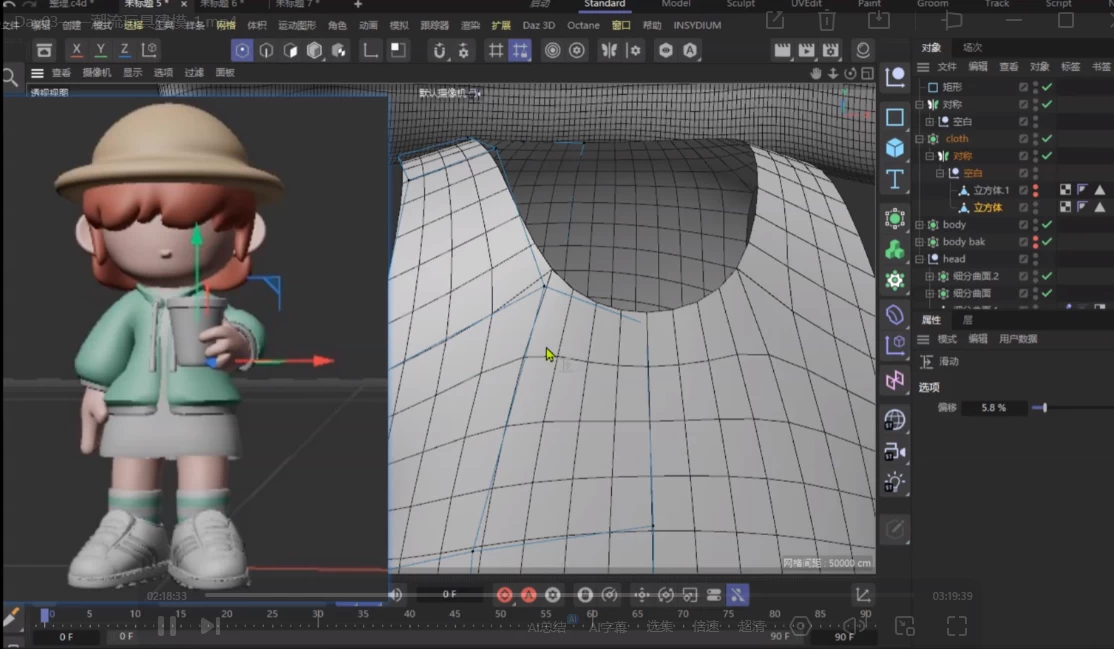 整理.c4d * 未标题 5 * × 未标题 6 * 未标题 7 * + 启动 Standard Model Sculpt UVEdit Paint Groom Track Script
文件 编辑 创建 模式 选择 工具 样条 网格 体积 运动图形 角色 动画 模拟 跟踪器 渲染 扩展 Daz 3D Octane 窗口 帮助 INSYDIUM
X Y Z
查看 摄像机 显示 选项 过滤 面板
透视视图
默认摄像机
网格间距 : 50000 cm
对象 场次
文件 编辑 查看 对象 标签 书签
矩形
对称
空白
cloth
对称
空白
立方体.1
立方体
body
body bak
head
细分曲面.2
细分曲面
属性 层
模式 编辑 用户数据
滑动
选项
偏移 5.8 %
02:18:33
0 F
03:19:39
0 5 10 15 20 25 30 35 40 45 50 55 60 65 70 75 80 85 90
AI总结 AI字幕 选集 倍速 超清
0 F 0 F 90 F 90 F